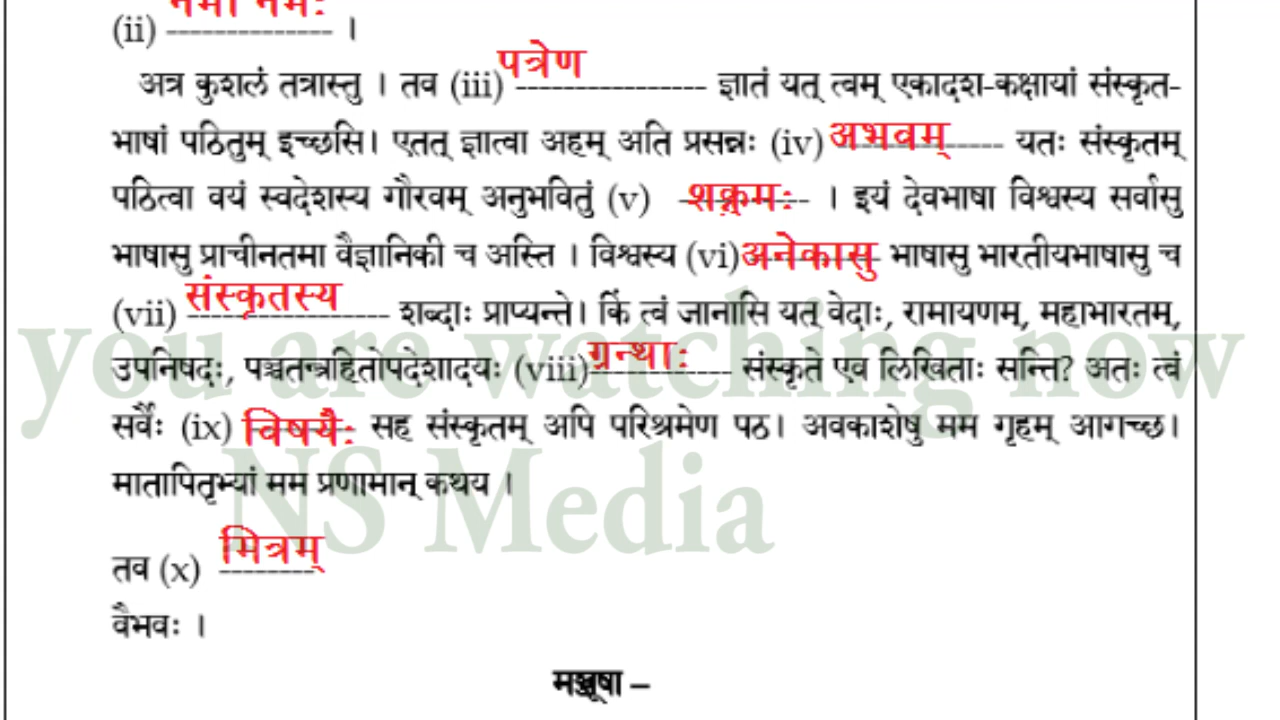 (ii) नमो नमः ।
अत्र कुशलं तत्रास्तु । तव (iii) पत्रेण ज्ञातं यत् त्वम् एकादश-कक्षायां संस्कृत-
भाषां पठितुम् इच्छसि। एतत् ज्ञात्वा अहम् अति प्रसन्नः (iv) अभवम् यतः संस्कृतम्
पठित्वा वयं स्वदेशस्य गौरवम् अनुभवितुं (v) शक्नुमः । इयं देवभाषा विश्वस्य सर्वासु
भाषासु प्राचीनतमा वैज्ञानिकी च अस्ति । विश्वस्य (vi) अनेकासु भाषासु भारतीयभाषासु च
(vii) संस्कृतस्य शब्दाः प्राप्यन्ते। किं त्वं जानासि यत् वेदाः, रामायणम्, महाभारतम्,
you are watching now
उपनिषदः, पञ्चतन्त्रहितोपदेशादयः (viii) ग्रन्थाः संस्कृते एव लिखिताः सन्ति? अतः त्वं
सर्वैः (ix) विषयैः सह संस्कृतम् अपि परिश्रमेण पठ। अवकाशेषु मम गृहम् आगच्छ।
मातापितृभ्यां मम प्रणामान् कथय ।
NS Media
तव (x) मित्रम्
वैभवः ।
मञ्जूषा –